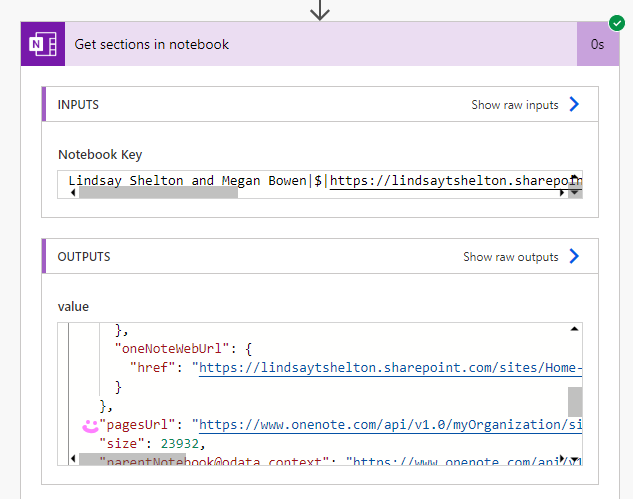 Get sections in notebook
0s
INPUTS
Show raw inputs
Notebook Key
Lindsay Shelton and Megan Bowen|$|https://lindsaytshelton.sharepoin
OUTPUTS
Show raw outputs
value
},
"oneNoteWebUrl": {
"href": "https://lindsaytshelton.sharepoint.com/sites/Home-
}
},
"pagesUrl": "https://www.onenote.com/api/v1.0/myOrganization/si
"size": 23932,
"parentNotebook@odata.context": "https://www.onenote.com/api/v1